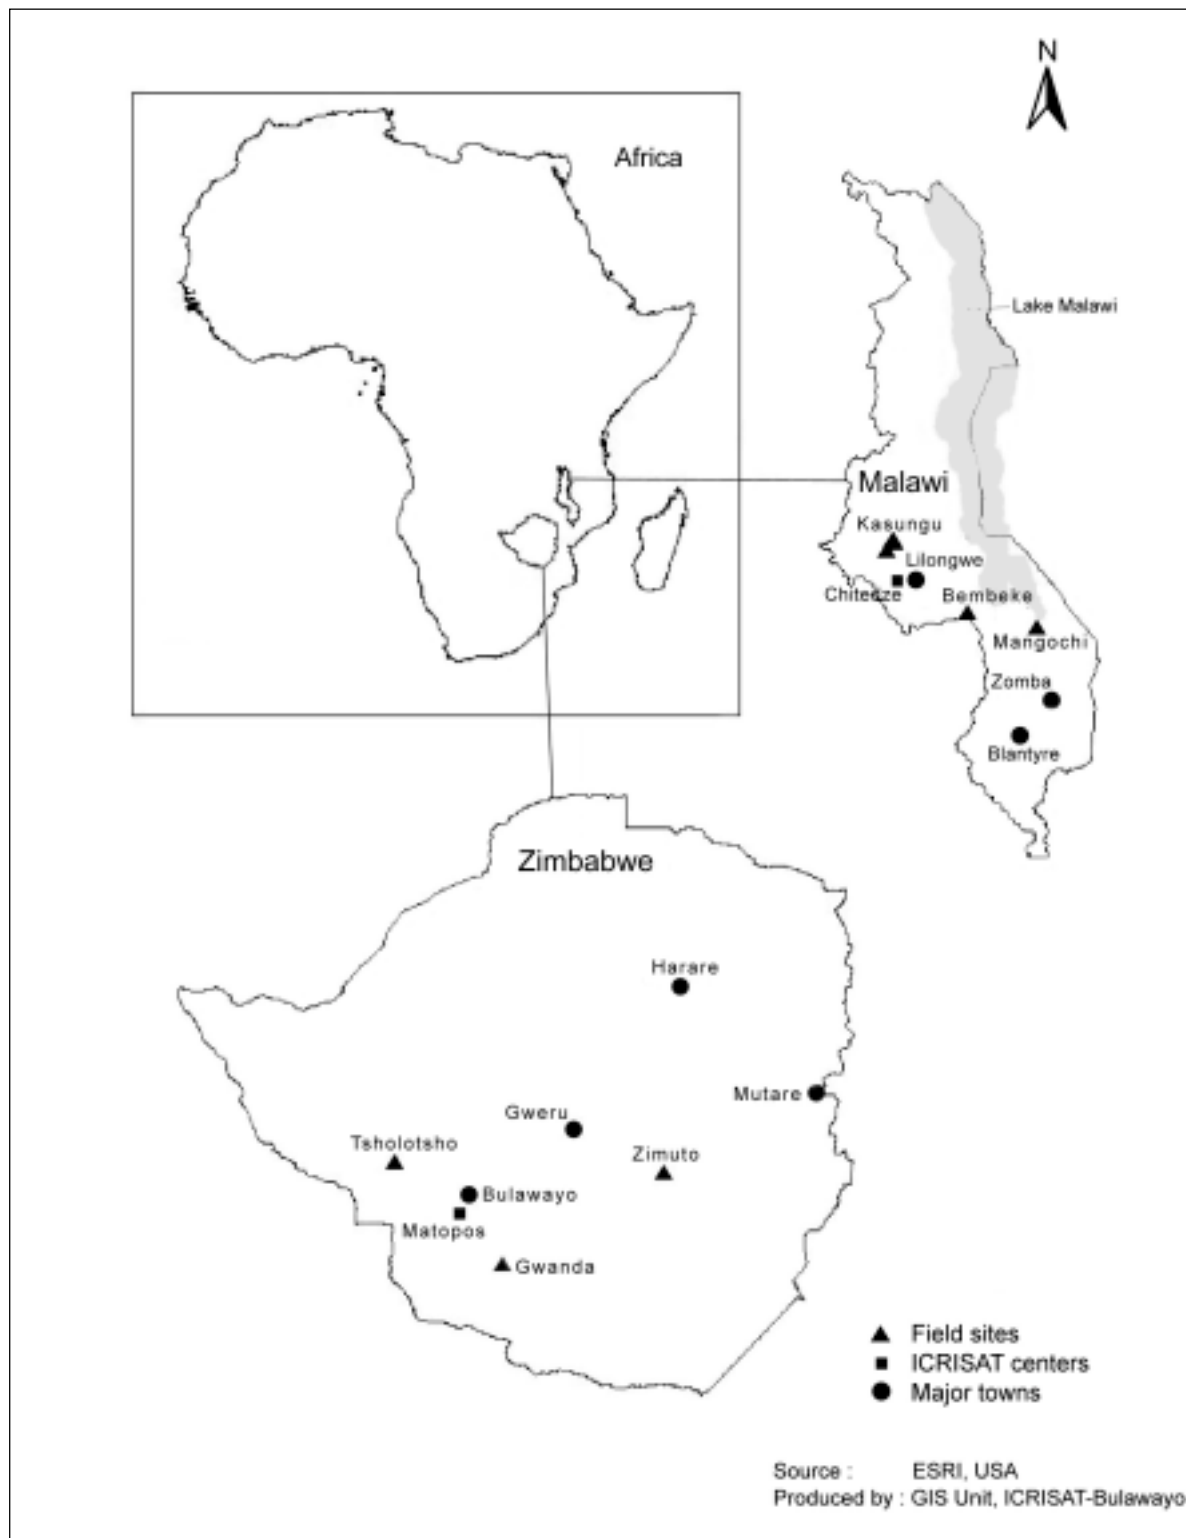 N
Africa
Lake Malawi
Malawi
Kasungu
Lilongwe
Chitedze
Bembeke
Mangochi
Zomba
Blantyre
Zimbabwe
Harare
Mutare
Gweru
Tsholotsho
Zimuto
Bulawayo
Matopos
Gwanda
Field sites
ICRISAT centers
Major towns
Source : ESRI, USA
Produced by : GIS Unit, ICRISAT-Bulawayo